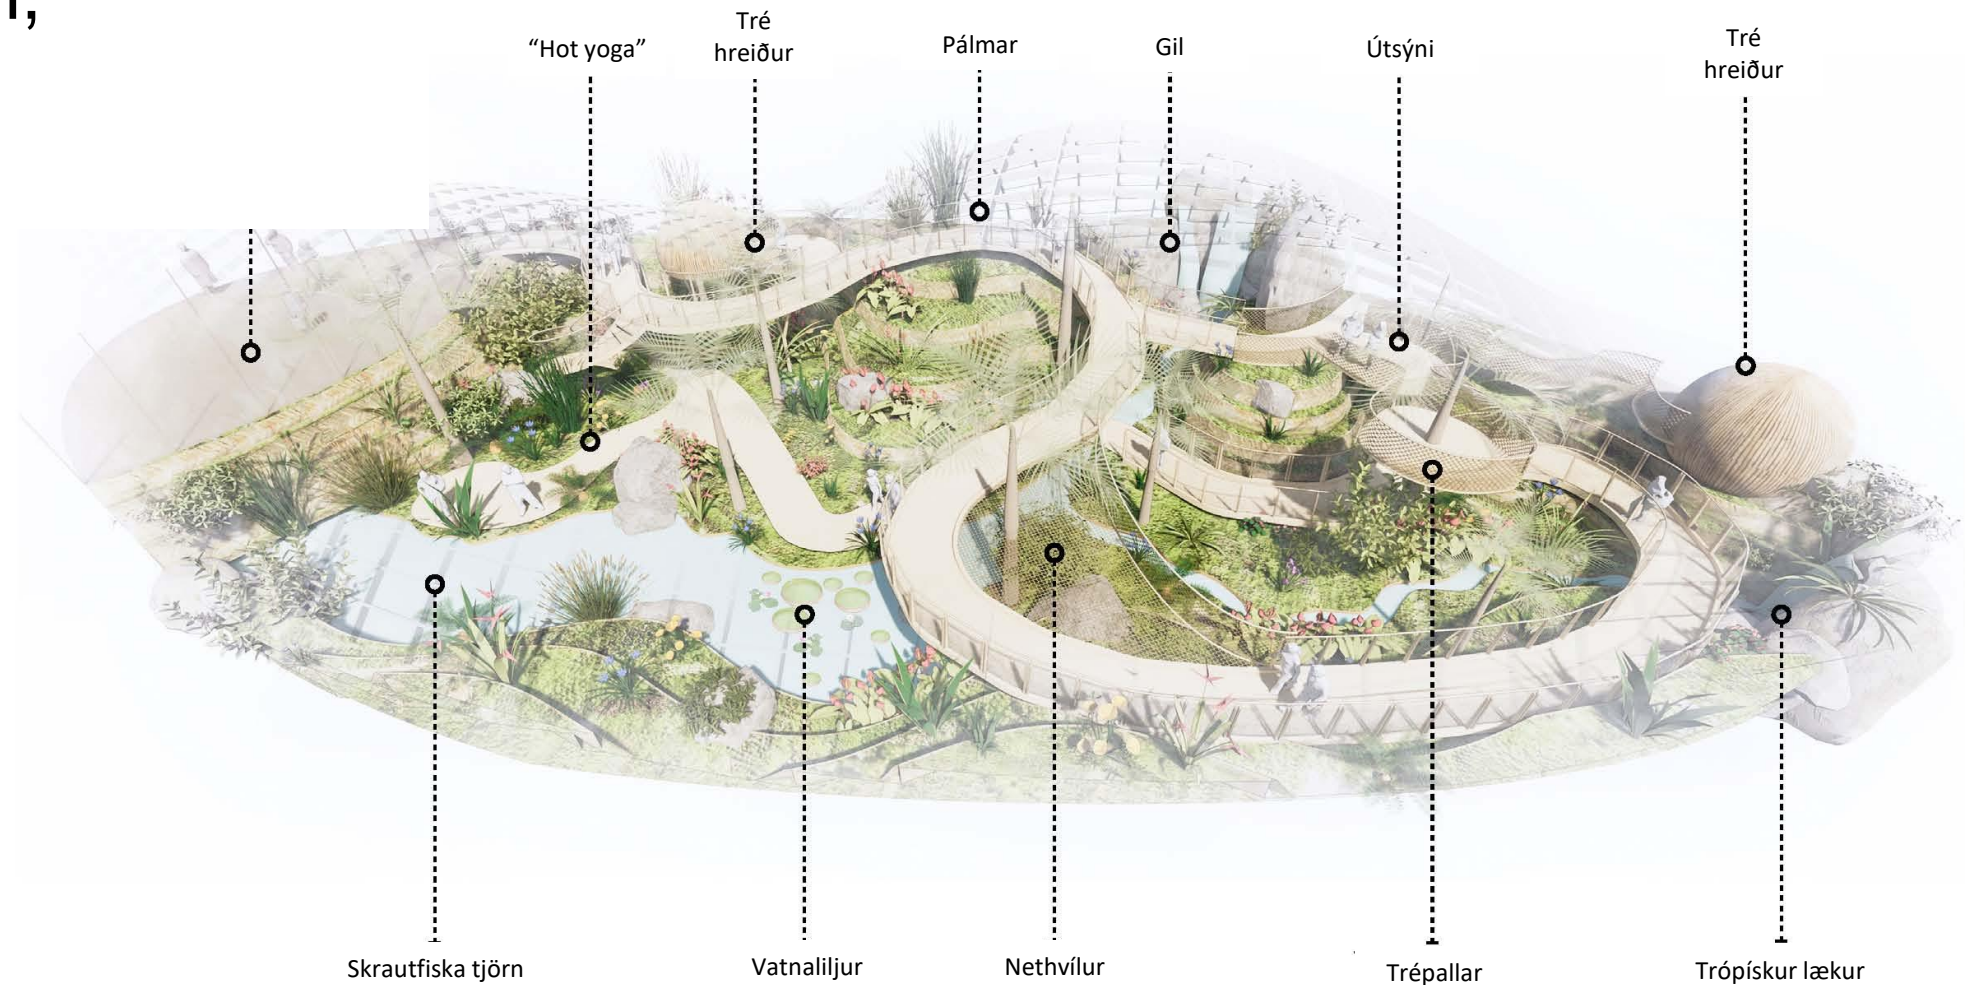 “Hot yoga”
Tré
hreiður
Pálmar
Gil
Útsýni
Tré
hreiður
Skrautfiska tjörn
Vatnaliljur
Nethvílur
Trépallar
Trópískur lækur